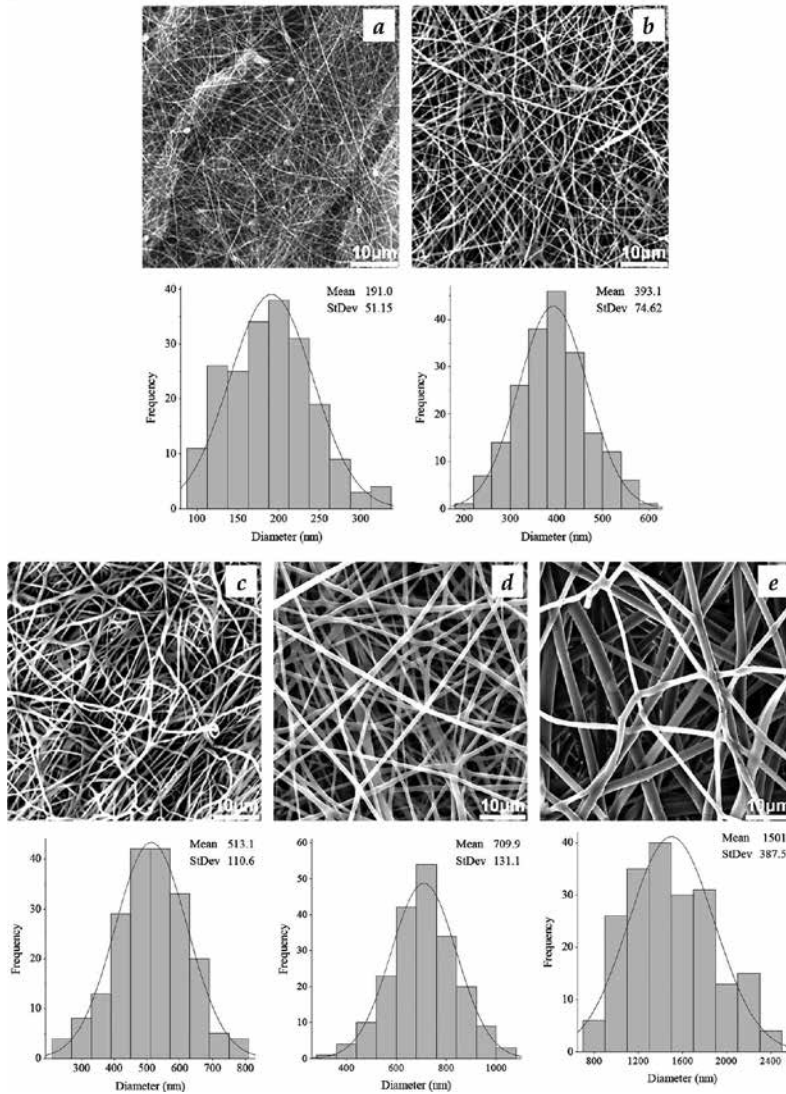 a
b
10μm
10μm
Mean 191.0
StDev 51.15
40
30
20
10
0
Frequency
100 150 200 250 300
Diameter (nm)
Mean 393.1
StDev 74.62
40
30
20
10
0
Frequency
200 300 400 500 600
Diameter (nm)
c
d
e
10μm
10μm
10μm
Mean 513.1
StDev 110.6
40
30
20
10
0
Frequency
300 400 500 600 700 800
Diameter (nm)
Mean 709.9
StDev 131.1
60
50
40
30
20
10
0
Frequency
400 600 800 1000
Diameter (nm)
Mean 1501
StDev 387.5
40
30
20
10
0
Frequency
800 1200 1600 2000 2400
Diameter (nm)